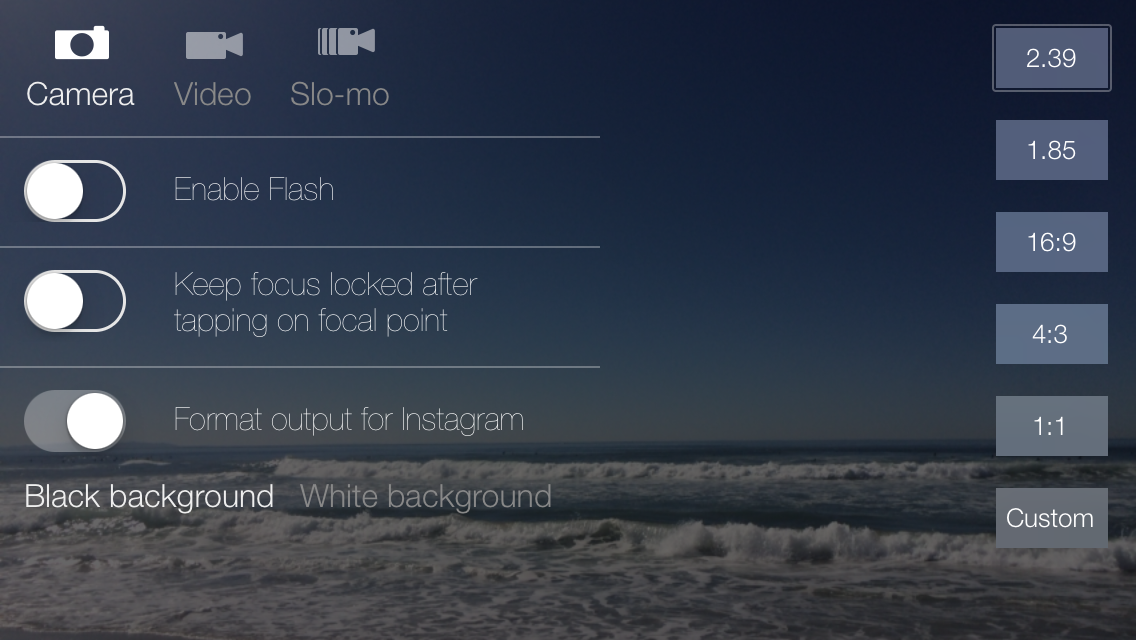 Camera
Video
Slo-mo
Enable Flash
Keep focus locked after
tapping on focal point
Format output for Instagram
Black background
White background
2.39
1.85
16:9
4:3
1:1
Custom